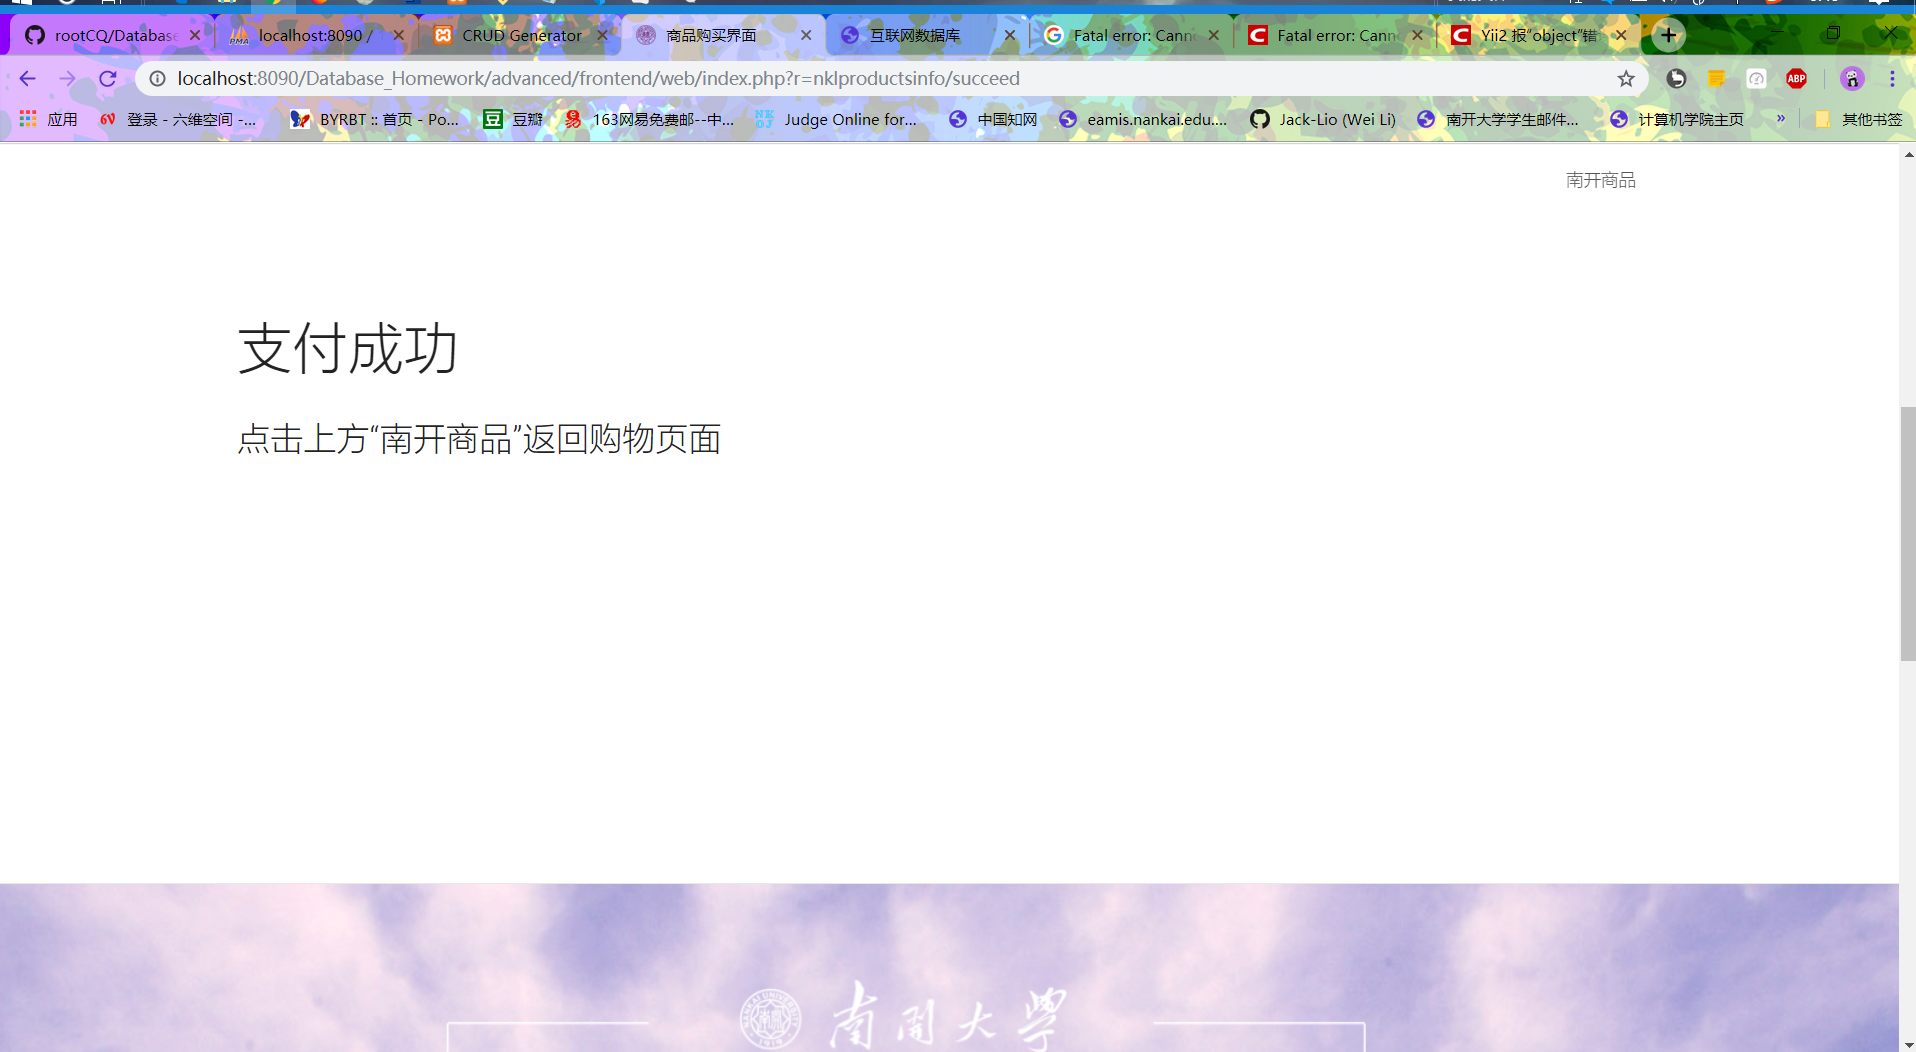 rootCQ/Database
localhost:8090 /
CRUD Generator
商品购买界面
互联网数据库
Fatal error: Cann
Fatal error: Cann
Yii2 报“object”错
localhost:8090/Database_Homework/advanced/frontend/web/index.php?r=nklproductsinfo/succeed
ABP
应用
6V
登录 - 六维空间 -...
BYRBT :: 首页 - Po...
豆
豆瓣
163网易免费邮--中...
NK
OJ
Judge Online for...
中国知网
eamis.nankai.edu....
Jack-Lio (Wei Li)
南开大学学生邮件...
计算机学院主页
»
其他书签
南开商品
支付成功
点击上方“南开商品”返回购物页面
南開大學